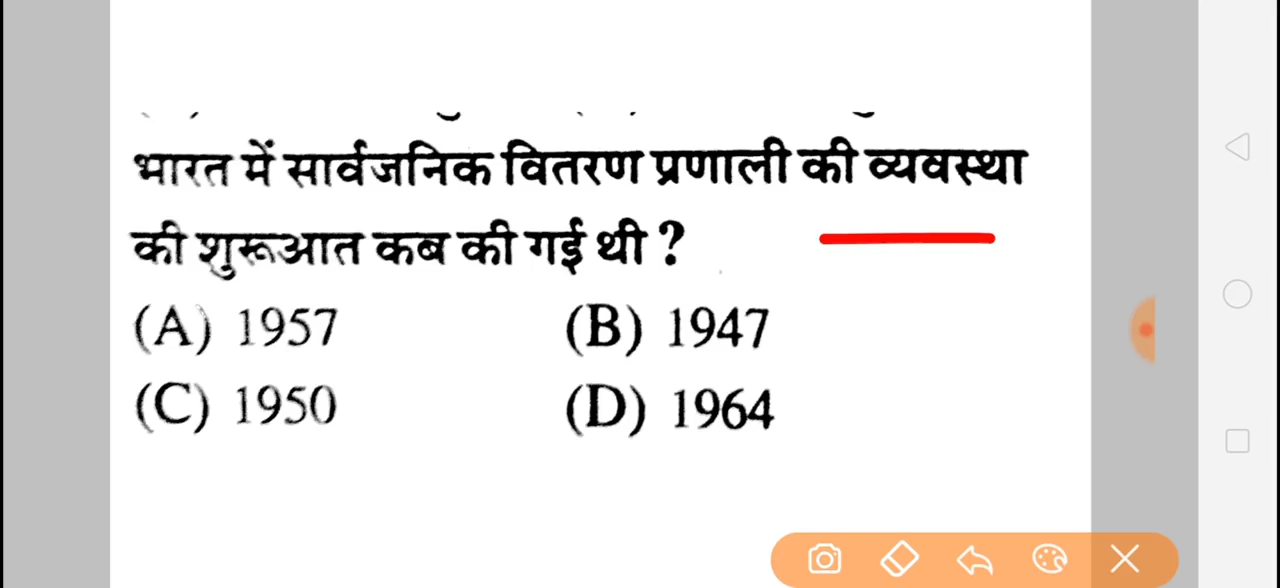 भारत में सार्वजनिक वितरण प्रणाली की व्यवस्था
की शुरूआत कब की गई थी ?
(A) 1957 (B) 1947
(C) 1950 (D) 1964